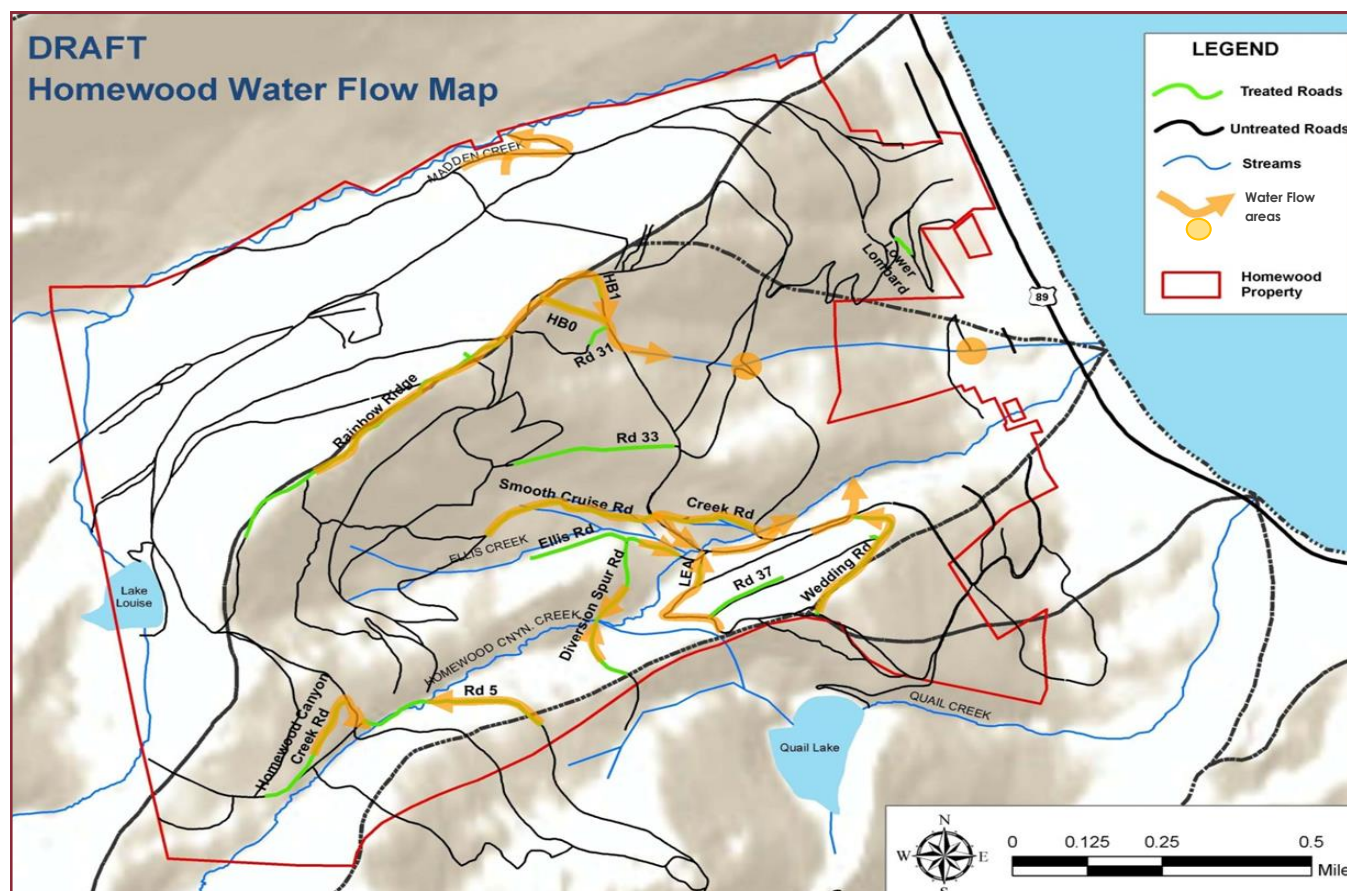 DRAFT
Homewood Water Flow Map
LEGEND
Treated Roads
Untreated Roads
Streams
Water Flow
areas
Homewood
Property
MADDEN CREEK
Lower
Lombard
89
HB1
HB0
Rd 31
Rainbow Ridge
Rd 33
Smooth Cruise Rd
Creek Rd
ELLIS CREEK
Ellis Rd
LEAI
Rd 37
Wedding Rd
Diversion Spur Rd
Lake
Louise
HOMEWOOD CNYN. CREEK
Rd 5
Homewood Canyon
Creek Rd
QUAIL CREEK
Quail Lake
N
W
E
S
0
0.125
0.25
0.5
Mile